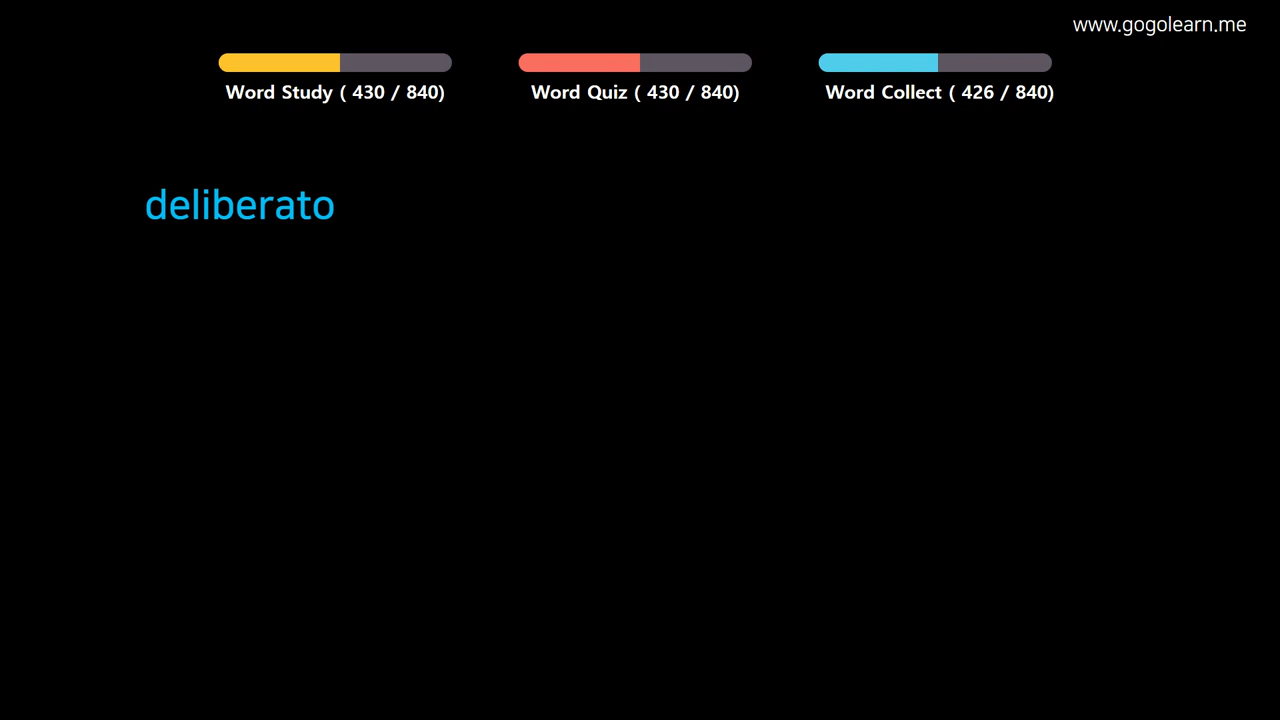 www.gogolearn.me
Word Study ( 430 / 840)
Word Quiz ( 430 / 840)
Word Collect ( 426 / 840)
deliberato